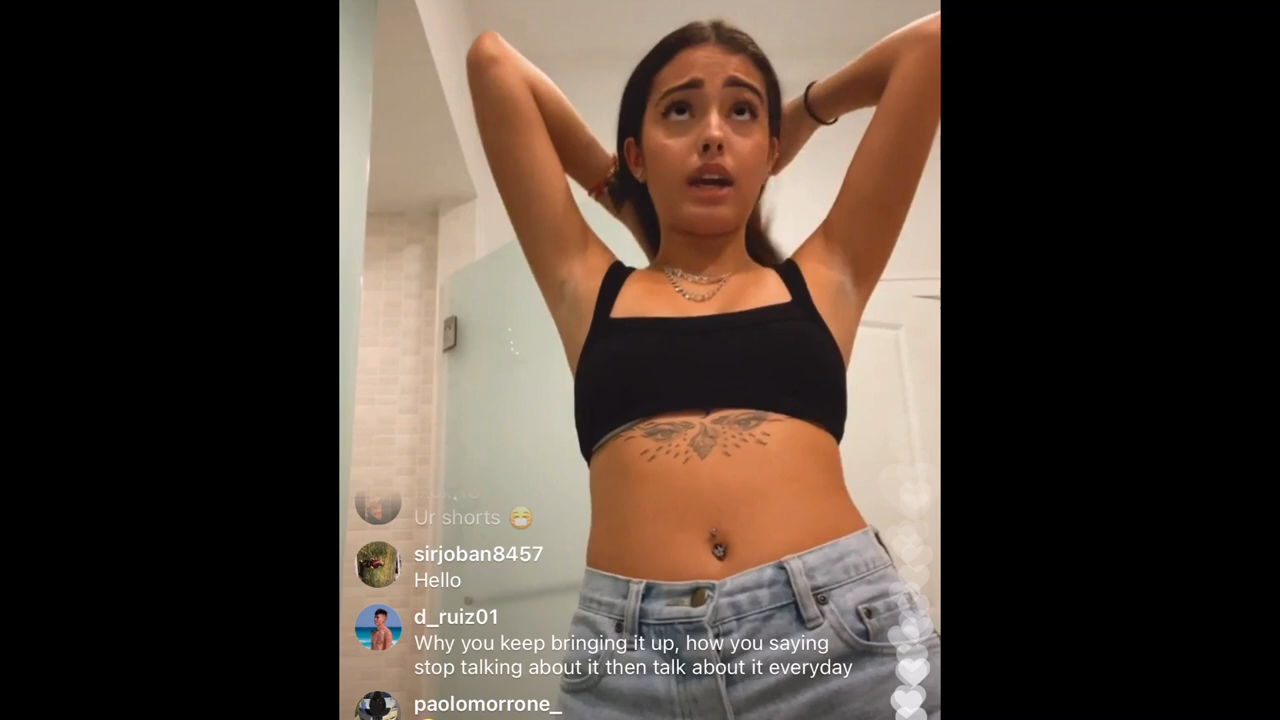 Ur shorts 😷
sirjoban8457
Hello
d_ruiz01
Why you keep bringing it up, how you saying
stop talking about it then talk about it everyday
paolomorrone_